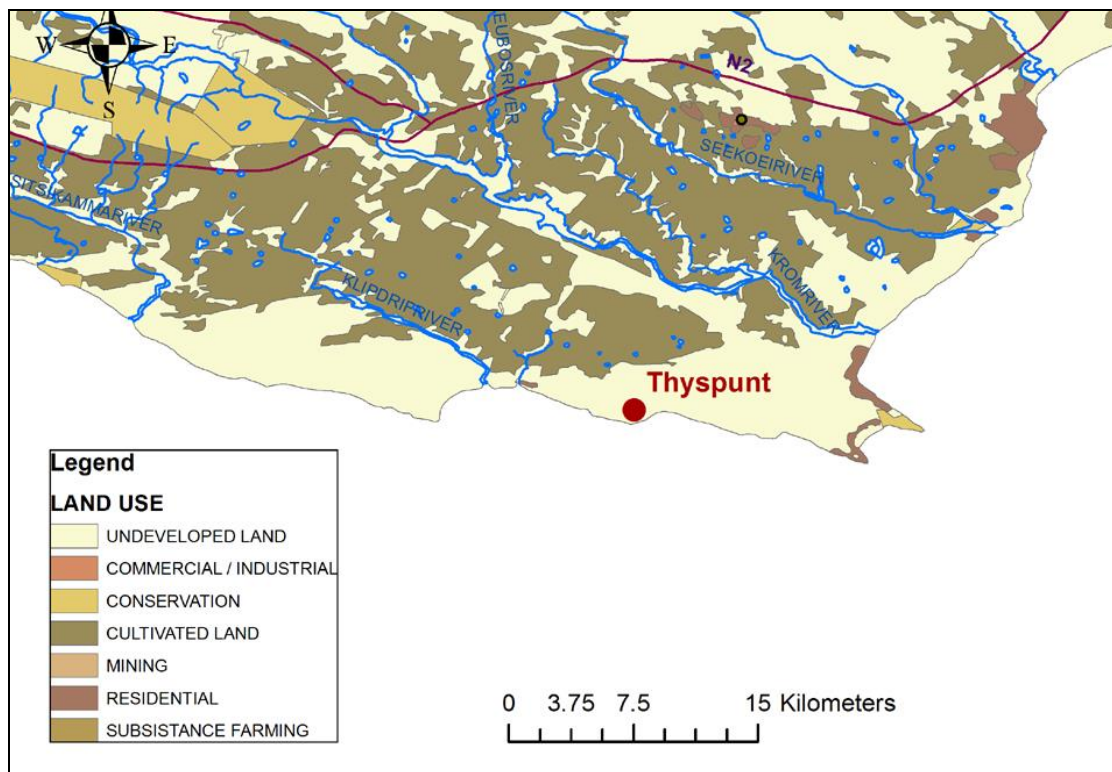 W
E
S
N2
EUBOSRIVER
SEEKOEIRIVER
SITSIKAMMARIVER
KLIPDRIFRIVER
KROMRIVER
Thyspunt
Legend
LAND USE
UNDEVELOPED LAND
COMMERCIAL / INDUSTRIAL
CONSERVATION
CULTIVATED LAND
MINING
RESIDENTIAL
SUBSISTANCE FARMING
0 3.75 7.5 15 Kilometers